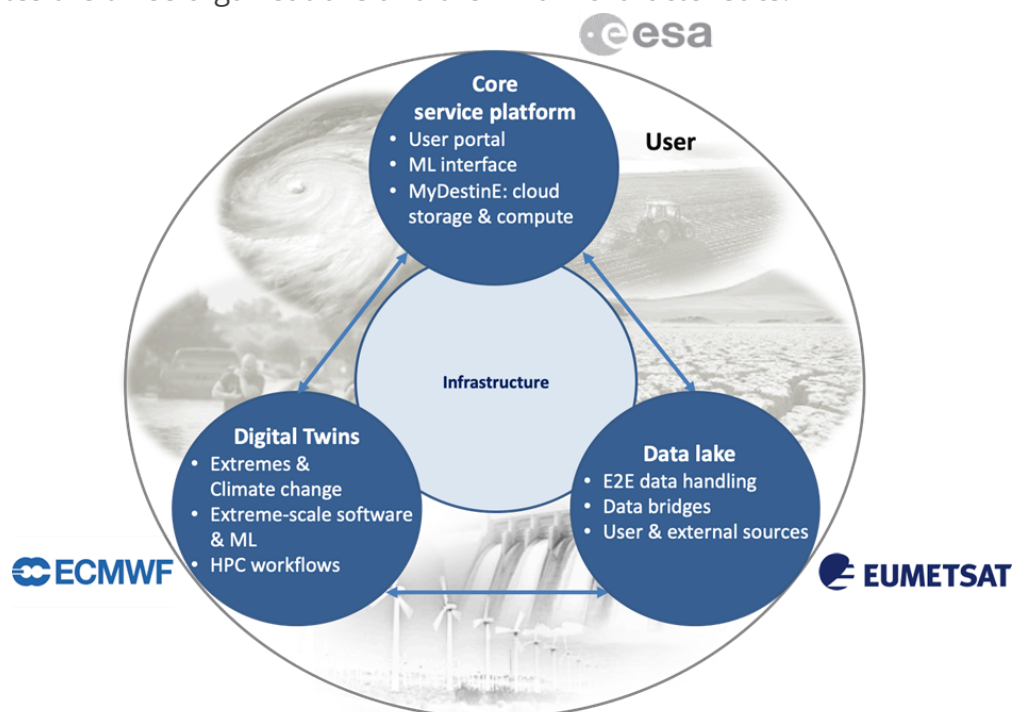 esa
Core
service platform
• User portal
• ML interface
• MyDestinE: cloud
storage & compute
User
Infrastructure
Digital Twins
• Extremes &
Climate change
• Extreme-scale software
& ML
• HPC workflows
Data lake
• E2E data handling
• Data bridges
• User & external sources
ECMWF
EUMETSAT